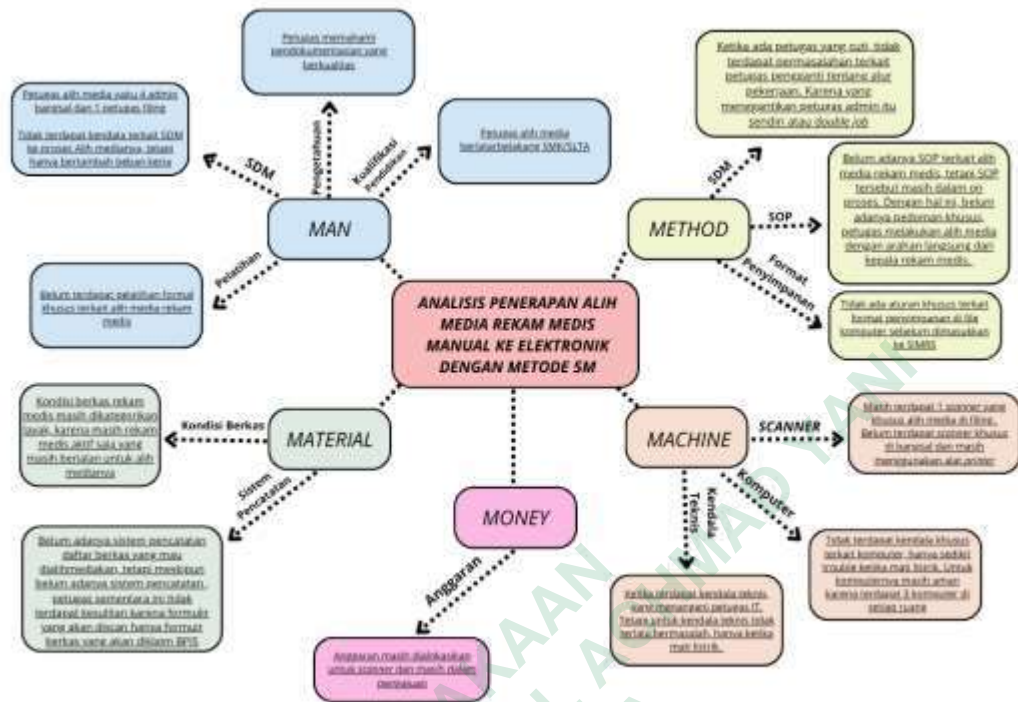 Petugas memahami
pendokumentasian yang
berkualitas
Petugas alih media yaitu 4 admin
bangsal dan 1 petugas filing
Tidak terdapat kendala terkait SDM
ke proses Alih medianya, tetapi
hanya bertambah beban kerja
Petugas alih media
berlatarbelakang SMK/SLTA
SDM
Pengetahuan
Kualifikasi
Pendidikan
MAN
Pelatihan
Belum terdapat pelatihan formal
khusus terkait alih media rekam
media
Ketika ada petugas yang cuti, tidak
terdapat permasalahan terkait
petugas pengganti tentang alur
pekerjaan. Karena yang
menggantikan petugas admin itu
sendiri atau double job
SDM
METHOD
SOP
Belum adanya SOP terkait alih
media rekam medis, tetapi SOP
tersebut masih dalam on
proses. Dengan hal ini, belum
adanya pedoman khusus,
petugas melakukan alih media
dengan arahan langsung dari
kepala rekam medis.
Format
Penyimpanan
Tidak ada aturan khusus terkait
format penyimpanan di file
komputer sebelum dimasukkan
ke SIMRS
ANALISIS PENERAPAN ALIH
MEDIA REKAM MEDIS
MANUAL KE ELEKTRONIK
DENGAN METODE 5M
Kondisi berkas rekam
medis masih dikategorikan
layak, karena masih rekam
medis aktif saja yang
masih berjalan untuk alih
medianya
Kondisi Berkas
MATERIAL
Sistem
Pencatatan
Belum adanya sistem pencatatan
daftar berkas yang mau
dialihmediakan, tetapi meskipun
belum adanya sistem pencatatan,
petugas sementara ini tidak
terdapat kesulitan karena formulir
yang akan discan hanya formulir
berkas yang akan diklaim BPJS
MONEY
Anggaran
Anggaran masih dialokasikan
untuk scanner dan masih dalam
pengajuan
MACHINE
SCANNER
Masih terdapat 1 scanner yang
khusus alih media di filing.
Belum terdapat scanner khusus
di bangsal dan masih
menggunakan alat printer
Komputer
Tidak terdapat kendala khusus
terkait komputer, hanya sedikit
trouble ketika mati listrik. Untuk
komputernya masih aman
karena terdapat 3 komputer di
setiap ruang
Kendala
Teknis
Ketika terdapat kendala teknis,
yang menangani petugas IT.
Tetapi untuk kendala teknis tidak
terlalu bermasalah, hanya ketika
mati listrik.
ACHMAD YANI